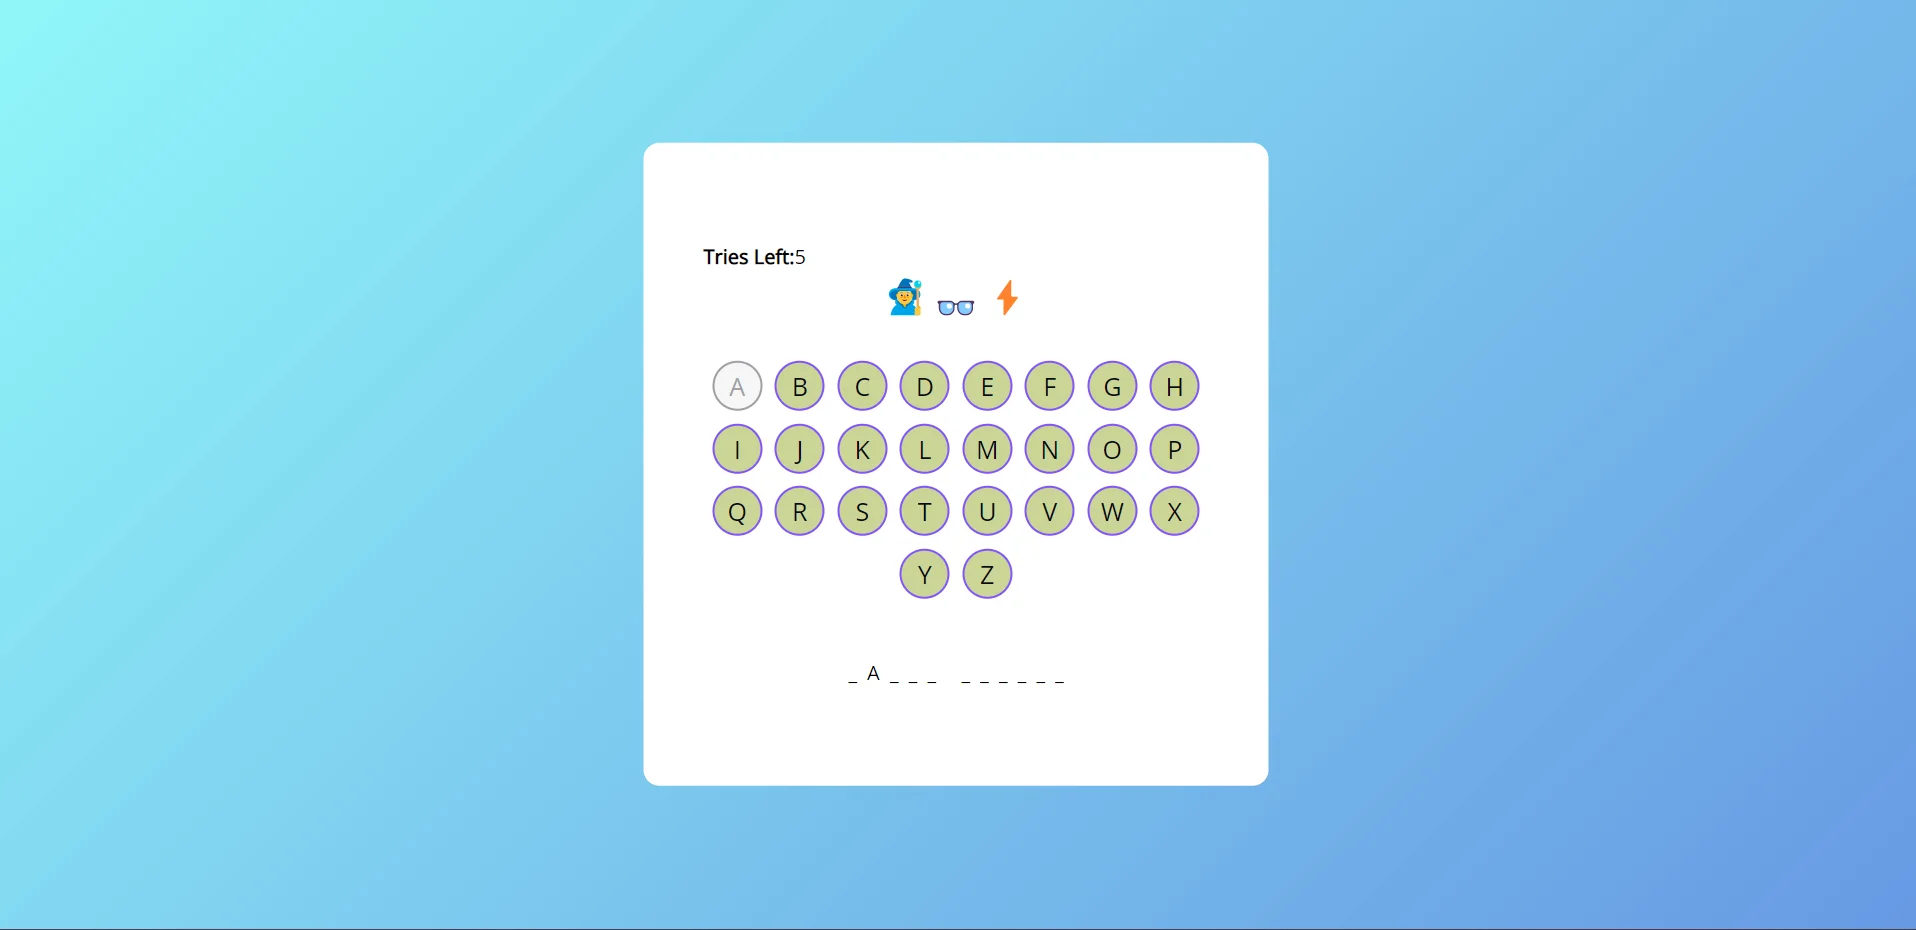 Tries Left:5
A B C D E F G H
I J K L M N O P
Q R S T U V W X
Y Z
_ A _ _ _   _ _ _ _ _ _